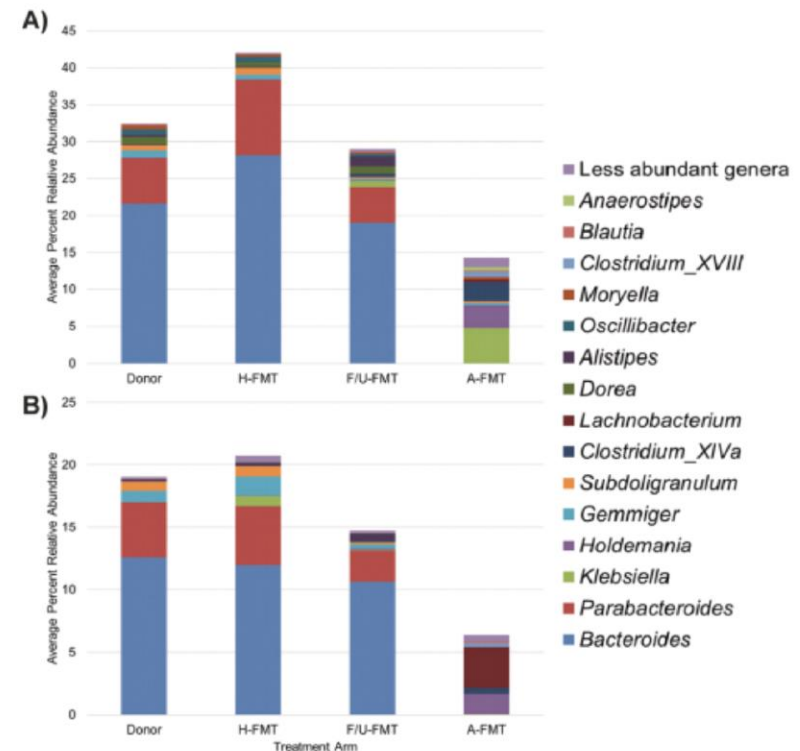 A)
45
40
35
30
25
20
15
10
5
0
Average Percent Relative Abundance
Donor H-FMT F/U-FMT A-FMT
B)
25
20
15
10
5
0
Average Percent Relative Abundance
Donor H-FMT F/U-FMT A-FMT
Treatment Arm
Less abundant genera
Anaerostipes
Blautia
Clostridium_XVIII
Moryella
Oscillibacter
Alistipes
Dorea
Lachnobacterium
Clostridium_XIVa
Subdoligranulum
Gemmiger
Holdemania
Klebsiella
Parabacteroides
Bacteroides